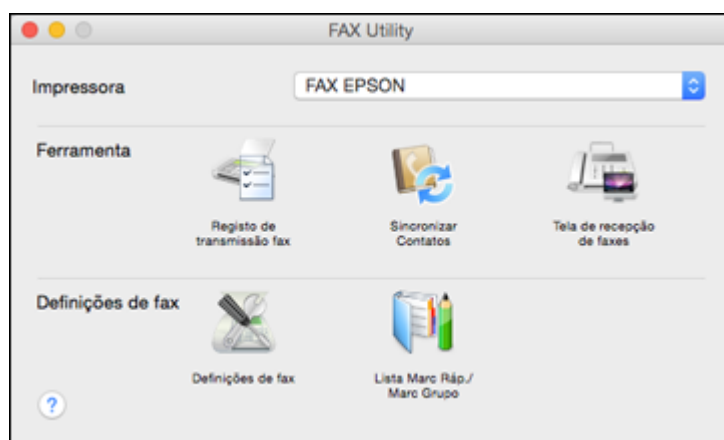 FAX Utility
Impressora
FAX EPSON
Ferramenta
Registo de
transmissão fax
Sincronizar
Contatos
Tela de recepção
de faxes
Definições de fax
Definições de fax
Lista Marc Ráp./
Marc Grupo
?